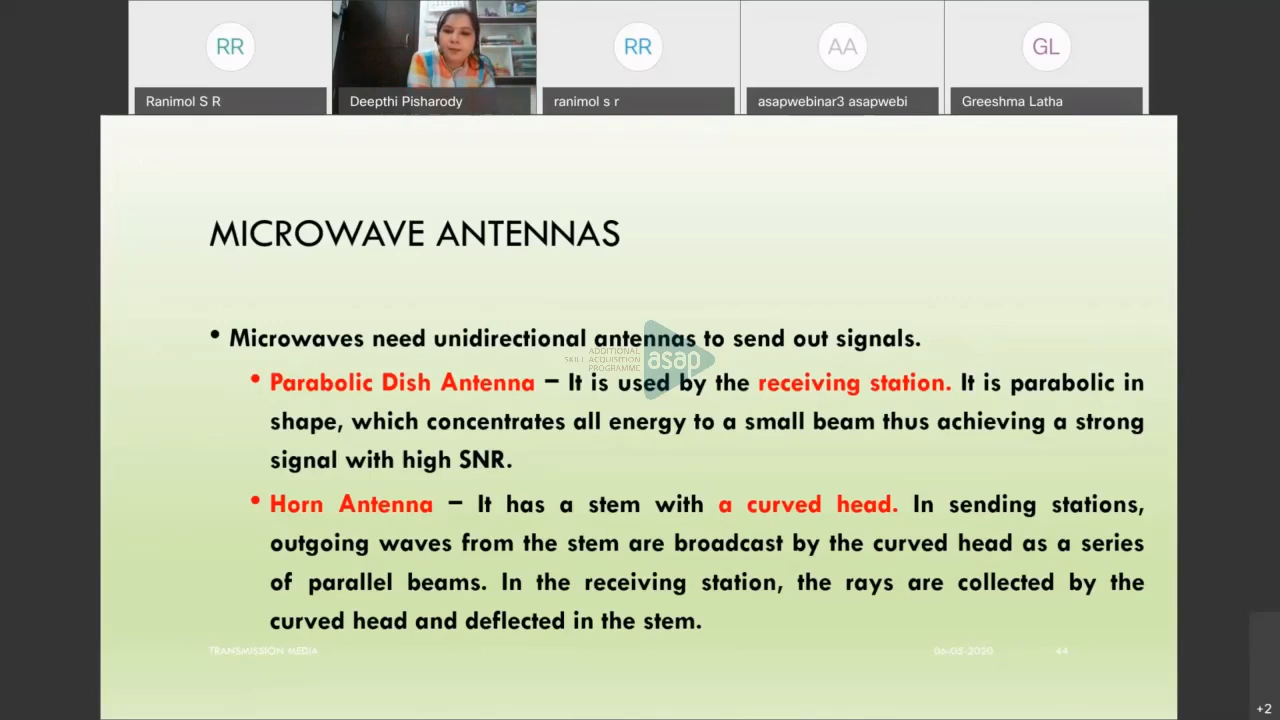 RR
RR
AA
GL
Ranimol S R
Deepthi Pisharody
ranimol s r
asapwebinar3 asapwebi
Greeshma Latha
MICROWAVE ANTENNAS
• Microwaves need unidirectional antennas to send out signals.
ADDITIONAL
SKILL ACQUISITION
PROGRAMME
asap
• Parabolic Dish Antenna – It is used by the receiving station. It is parabolic in
shape, which concentrates all energy to a small beam thus achieving a strong
signal with high SNR.
• Horn Antenna – It has a stem with a curved head. In sending stations,
outgoing waves from the stem are broadcast by the curved head as a series
of parallel beams. In the receiving station, the rays are collected by the
curved head and deflected in the stem.
TRANSMISSION MEDIA
06-05-2020
44
+2